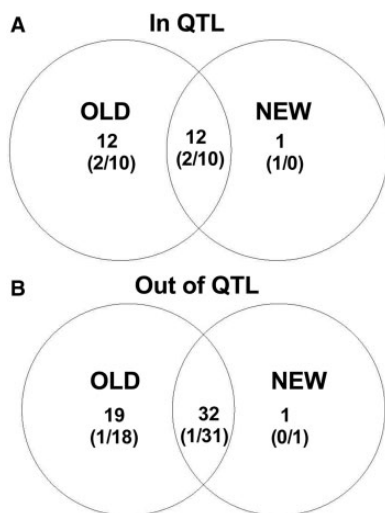 A
In QTL
OLD
12
(2/10)
12
(2/10)
NEW
1
(1/0)
B
Out of QTL
OLD
19
(1/18)
32
(1/31)
NEW
1
(0/1)